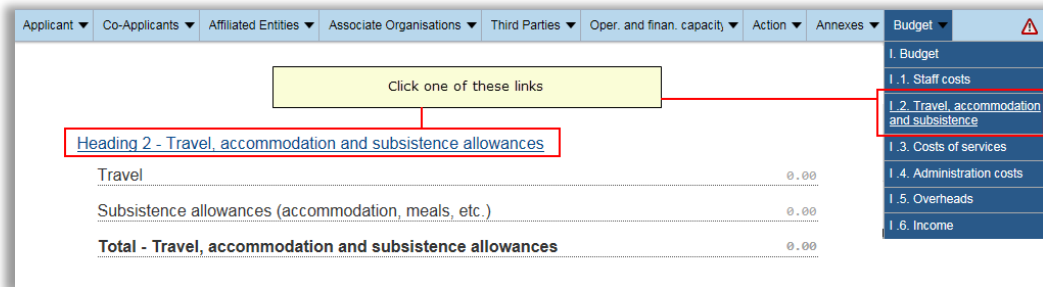 Applicant ▼ Co-Applicants ▼ Affiliated Entities ▼ Associate Organisations ▼ Third Parties ▼ Oper. and finan. capacity ▼ Action ▼ Annexes ▼ Budget ▼
I. Budget
I .1. Staff costs
I .2. Travel, accommodation
and subsistence
I .3. Costs of services
I .4. Administration costs
I .5. Overheads
I .6. Income
Click one of these links
Heading 2 - Travel, accommodation and subsistence allowances
Travel 0.00
Subsistence allowances (accommodation, meals, etc.) 0.00
Total - Travel, accommodation and subsistence allowances 0.00